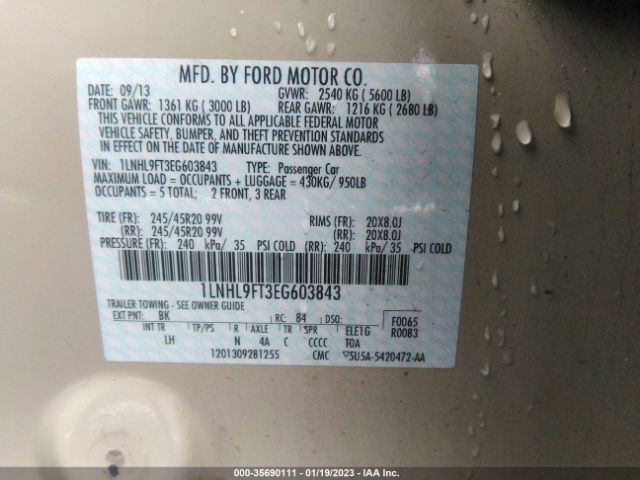 MFD. BY FORD MOTOR CO.
DATE: 09/13 GVWR: 2540 KG ( 5600 LB)
FRONT GAWR: 1361 KG ( 3000 LB) REAR GAWR: 1216 KG ( 2680 LB)
THIS VEHICLE CONFORMS TO ALL APPLICABLE FEDERAL MOTOR
VEHICLE SAFETY, BUMPER, AND THEFT PREVENTION STANDARDS
IN EFFECT ON THE DATE OF MANUFACTURE SHOWN ABOVE.
VIN: 1LNHL9FT3EG603843 TYPE: Passenger Car
MAXIMUM LOAD = OCCUPANTS + LUGGAGE = 430KG/ 950LB
OCCUPANTS = 5 TOTAL; 2 FRONT, 3 REAR
TIRE (FR): 245/45R20 99V RIMS (FR): 20X8.0J
(RR): 245/45R20 99V (RR): 20X8.0J
PRESSURE (FR): 240 kPa/ 35 PSI COLD (RR): 240 kPa/ 35 PSI COLD
1LNHL9FT3EG603843
TRAILER TOWING - SEE OWNER GUIDE
EXT PNT: BK RC: 84 DSO: F0065
INT TR TP/PS R AXLE TR SPR ELE1G R0083
LH N 4A C CCCC TOA
1201309281255 CMC 5U5A-5420472-AA
000-35690111 - 01/19/2023 - IAA Inc.